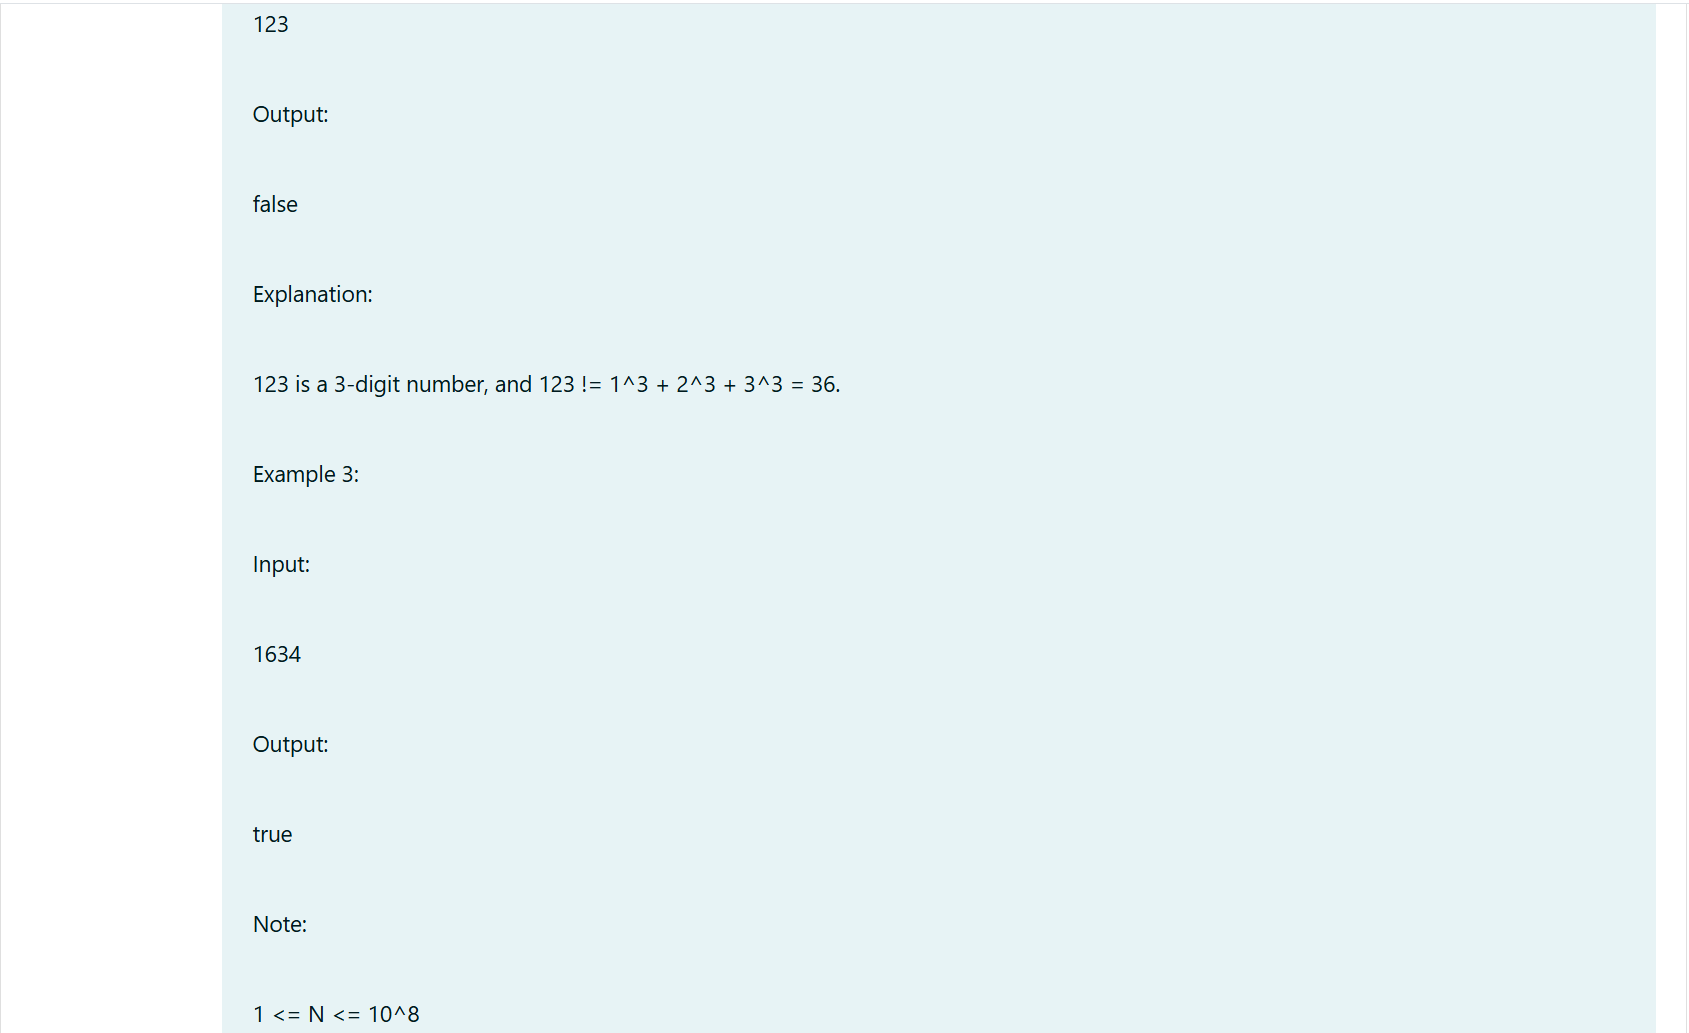 123
Output:
false
Explanation:
123 is a 3-digit number, and 123 != 1^3 + 2^3 + 3^3 = 36.
Example 3:
Input:
1634
Output:
true
Note:
1 <= N <= 10^8